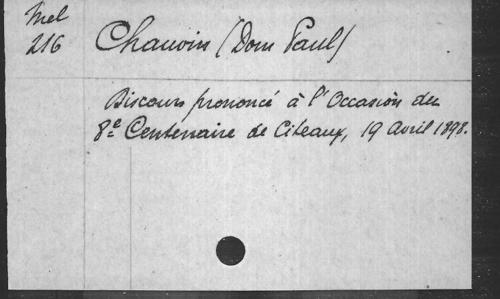 Mel
216
Chauvin (Dom Paul)
Discours prononcé à l'Occasion du
8e Centenaire de Citeaux, 19 Avril 1898.